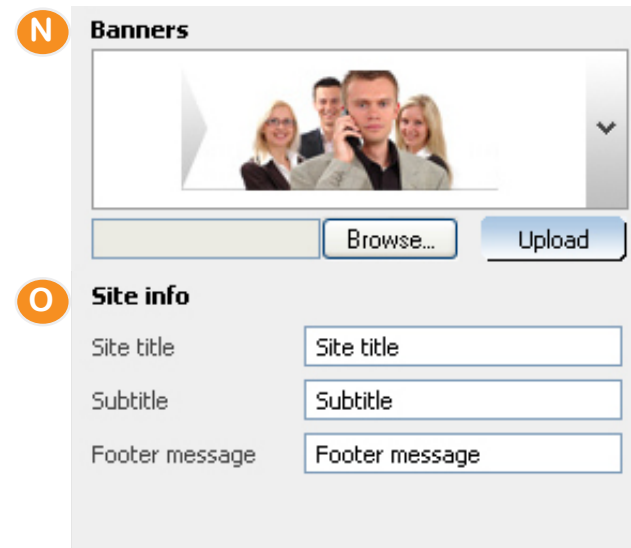 N Banners
Browse... Upload
O Site info
Site title Site title
Subtitle Subtitle
Footer message Footer message